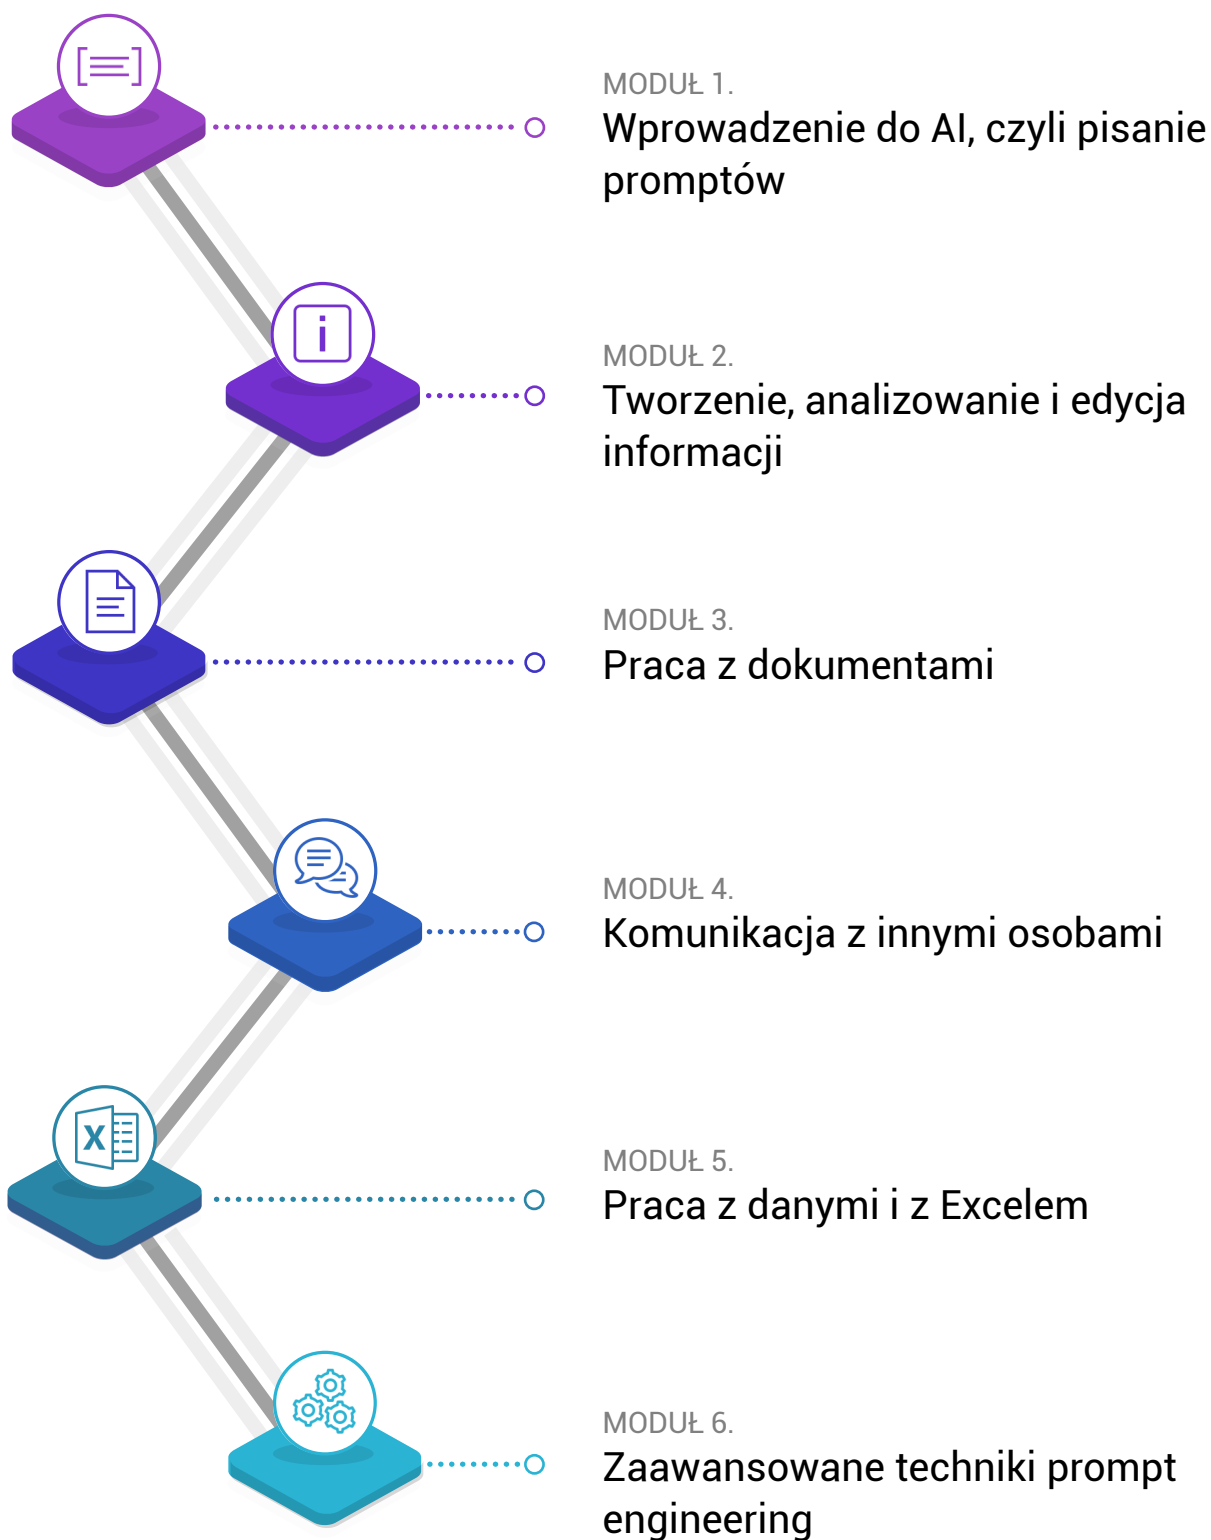 MODUŁ 1.
Wprowadzenie do AI, czyli pisanie
promptów
i
MODUŁ 2.
Tworzenie, analizowanie i edycja
informacji
MODUŁ 3.
Praca z dokumentami
MODUŁ 4.
Komunikacja z innymi osobami
X
MODUŁ 5.
Praca z danymi i z Excelem
MODUŁ 6.
Zaawansowane techniki prompt
engineering